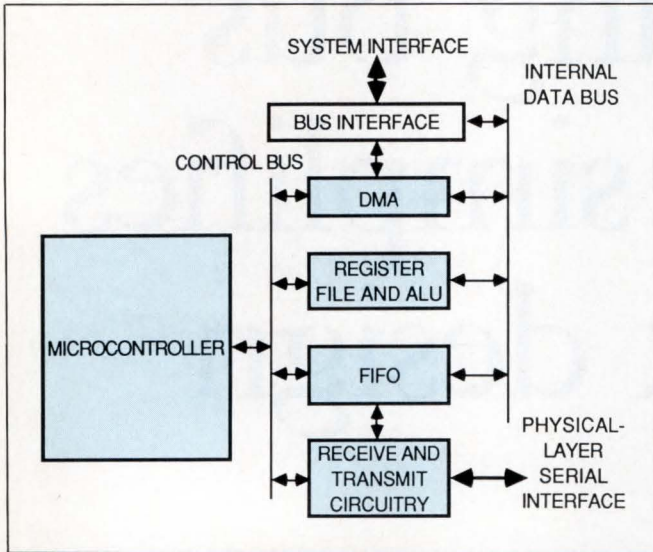 SYSTEM INTERFACE
INTERNAL
DATA BUS
BUS INTERFACE
CONTROL BUS
DMA
REGISTER
FILE AND ALU
MICROCONTROLLER
FIFO
PHYSICAL-
LAYER
SERIAL
INTERFACE
RECEIVE AND
TRANSMIT
CIRCUITRY